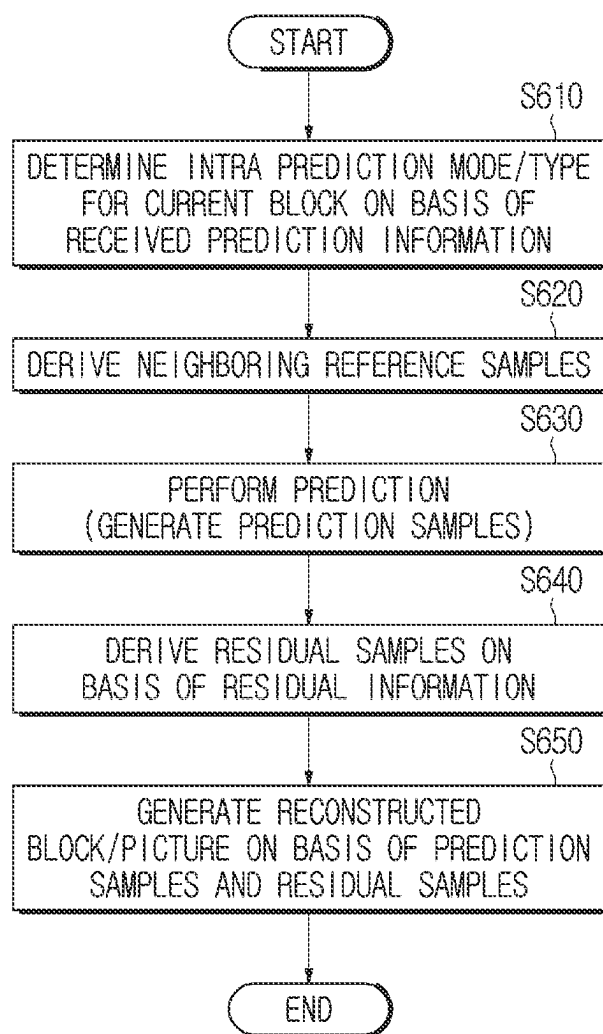 START
S610
DETERMINE INTRA PREDICTION MODE/TYPE
FOR CURRENT BLOCK ON BASIS OF
RECEIVED PREDICTION INFORMATION
S620
DERIVE NEIGHBORING REFERENCE SAMPLES
S630
PERFORM PREDICTION
(GENERATE PREDICTION SAMPLES)
S640
DERIVE RESIDUAL SAMPLES ON
BASIS OF RESIDUAL INFORMATION
S650
GENERATE RECONSTRUCTED
BLOCK/PICTURE ON BASIS OF PREDICTION
SAMPLES AND RESIDUAL SAMPLES
END